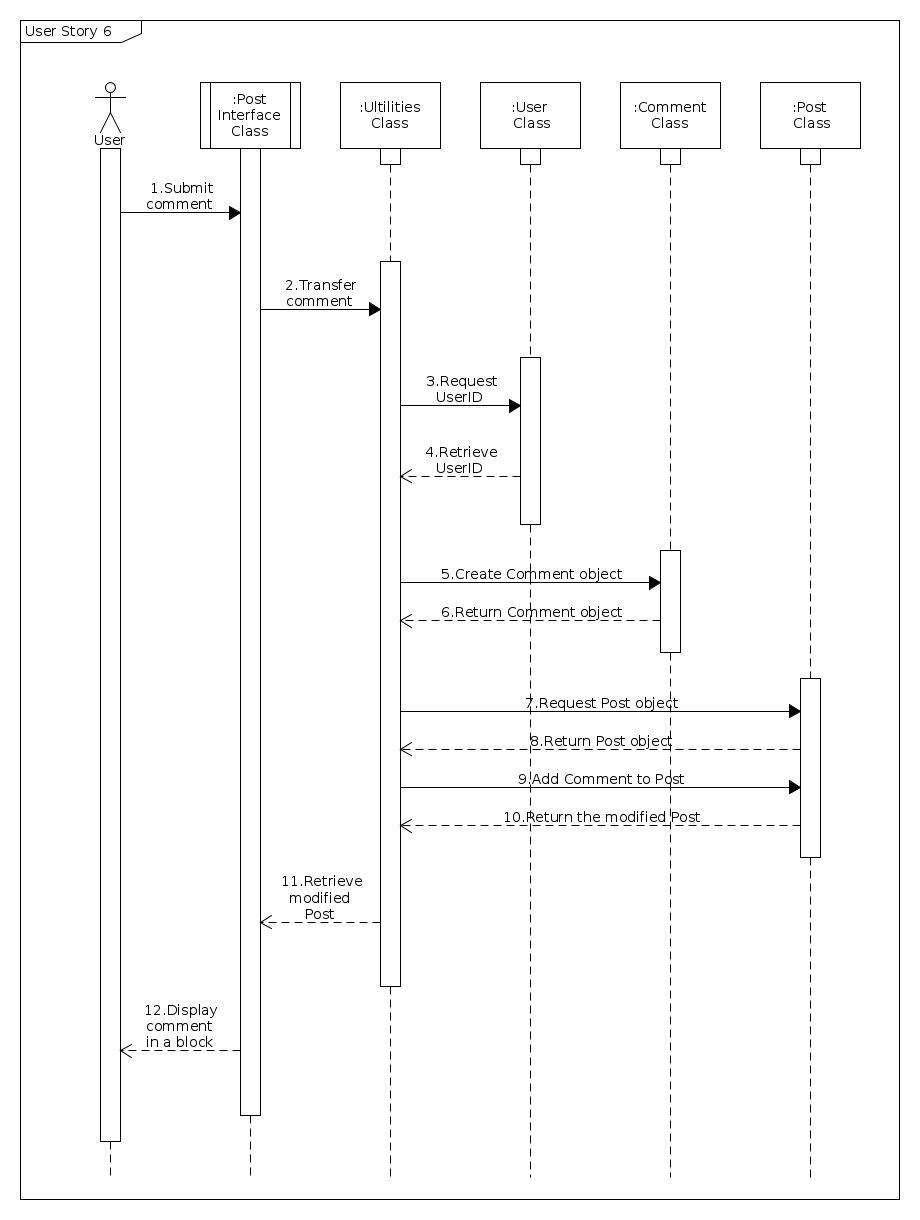 User Story 6
User
:Post
Interface
Class
:Ultilities
Class
:User
Class
:Comment
Class
:Post
Class
1.Submit
comment
2.Transfer
comment
3.Request
UserID
4.Retrieve
UserID
5.Create Comment object
6.Return Comment object
7.Request Post object
8.Return Post object
9.Add Comment to Post
10.Return the modified Post
11.Retrieve
modified
Post
12.Display
comment
in a block